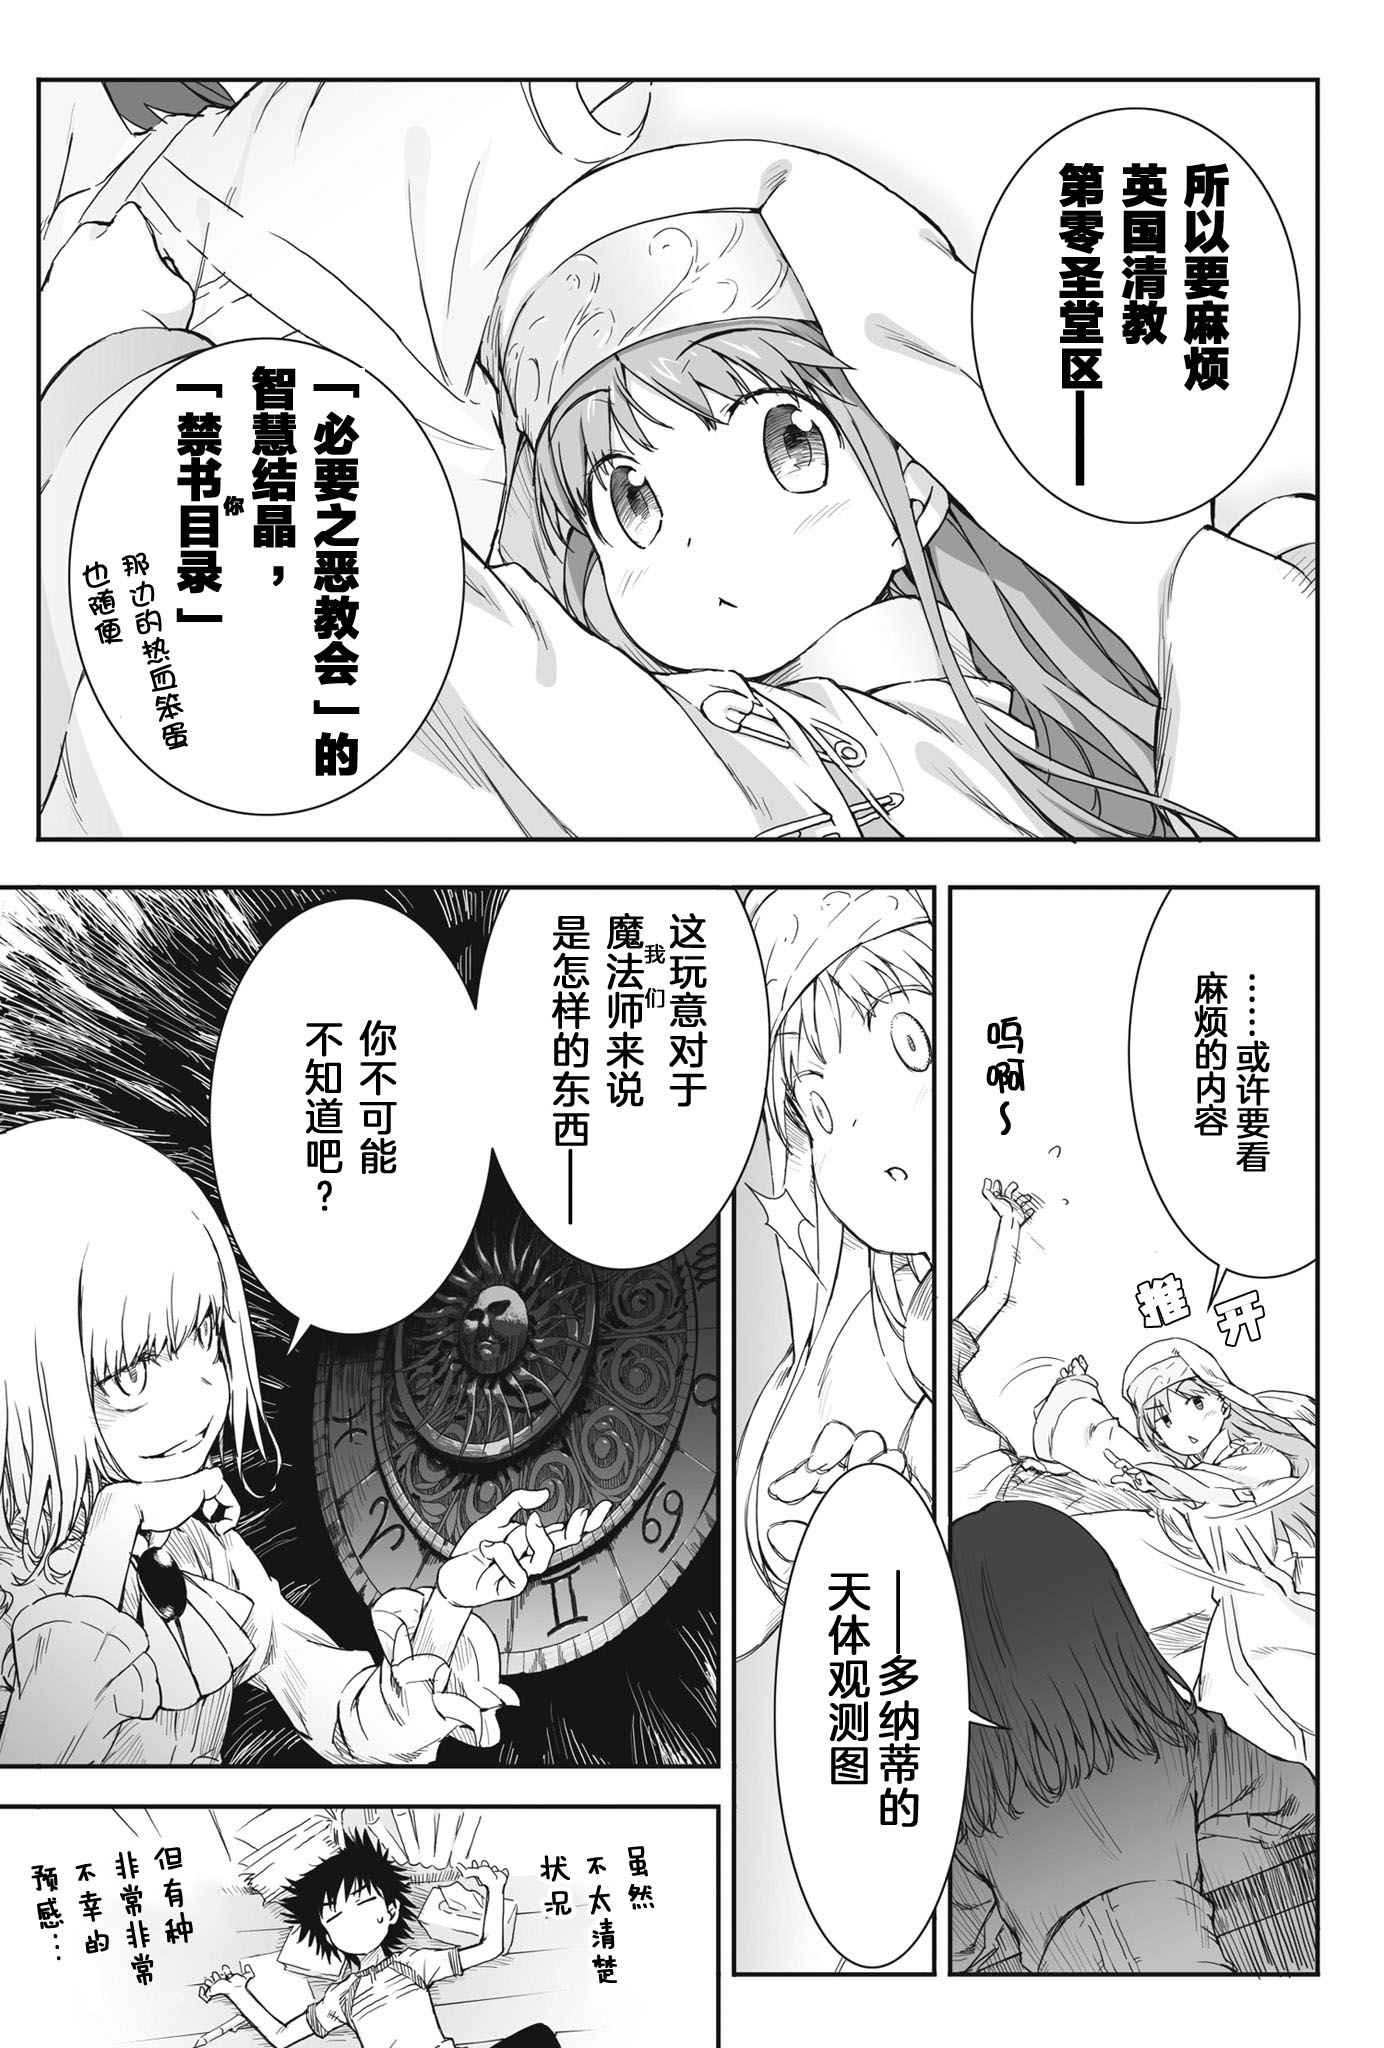 所以要麻烦
英国清教
第零圣堂区——
「必要之恶教会」的
智慧结晶，
「禁书目录」
你
那边的热血笨蛋
也随便
……或许要看
麻烦的内容
呜啊～
推开
——多纳蒂的
天体观测图
这玩意对于
魔法师来说
我们
是怎样的东西——
你不可能
不知道吧？
虽然
不太清楚
状况
但有种
非常非常
不幸的
预感…